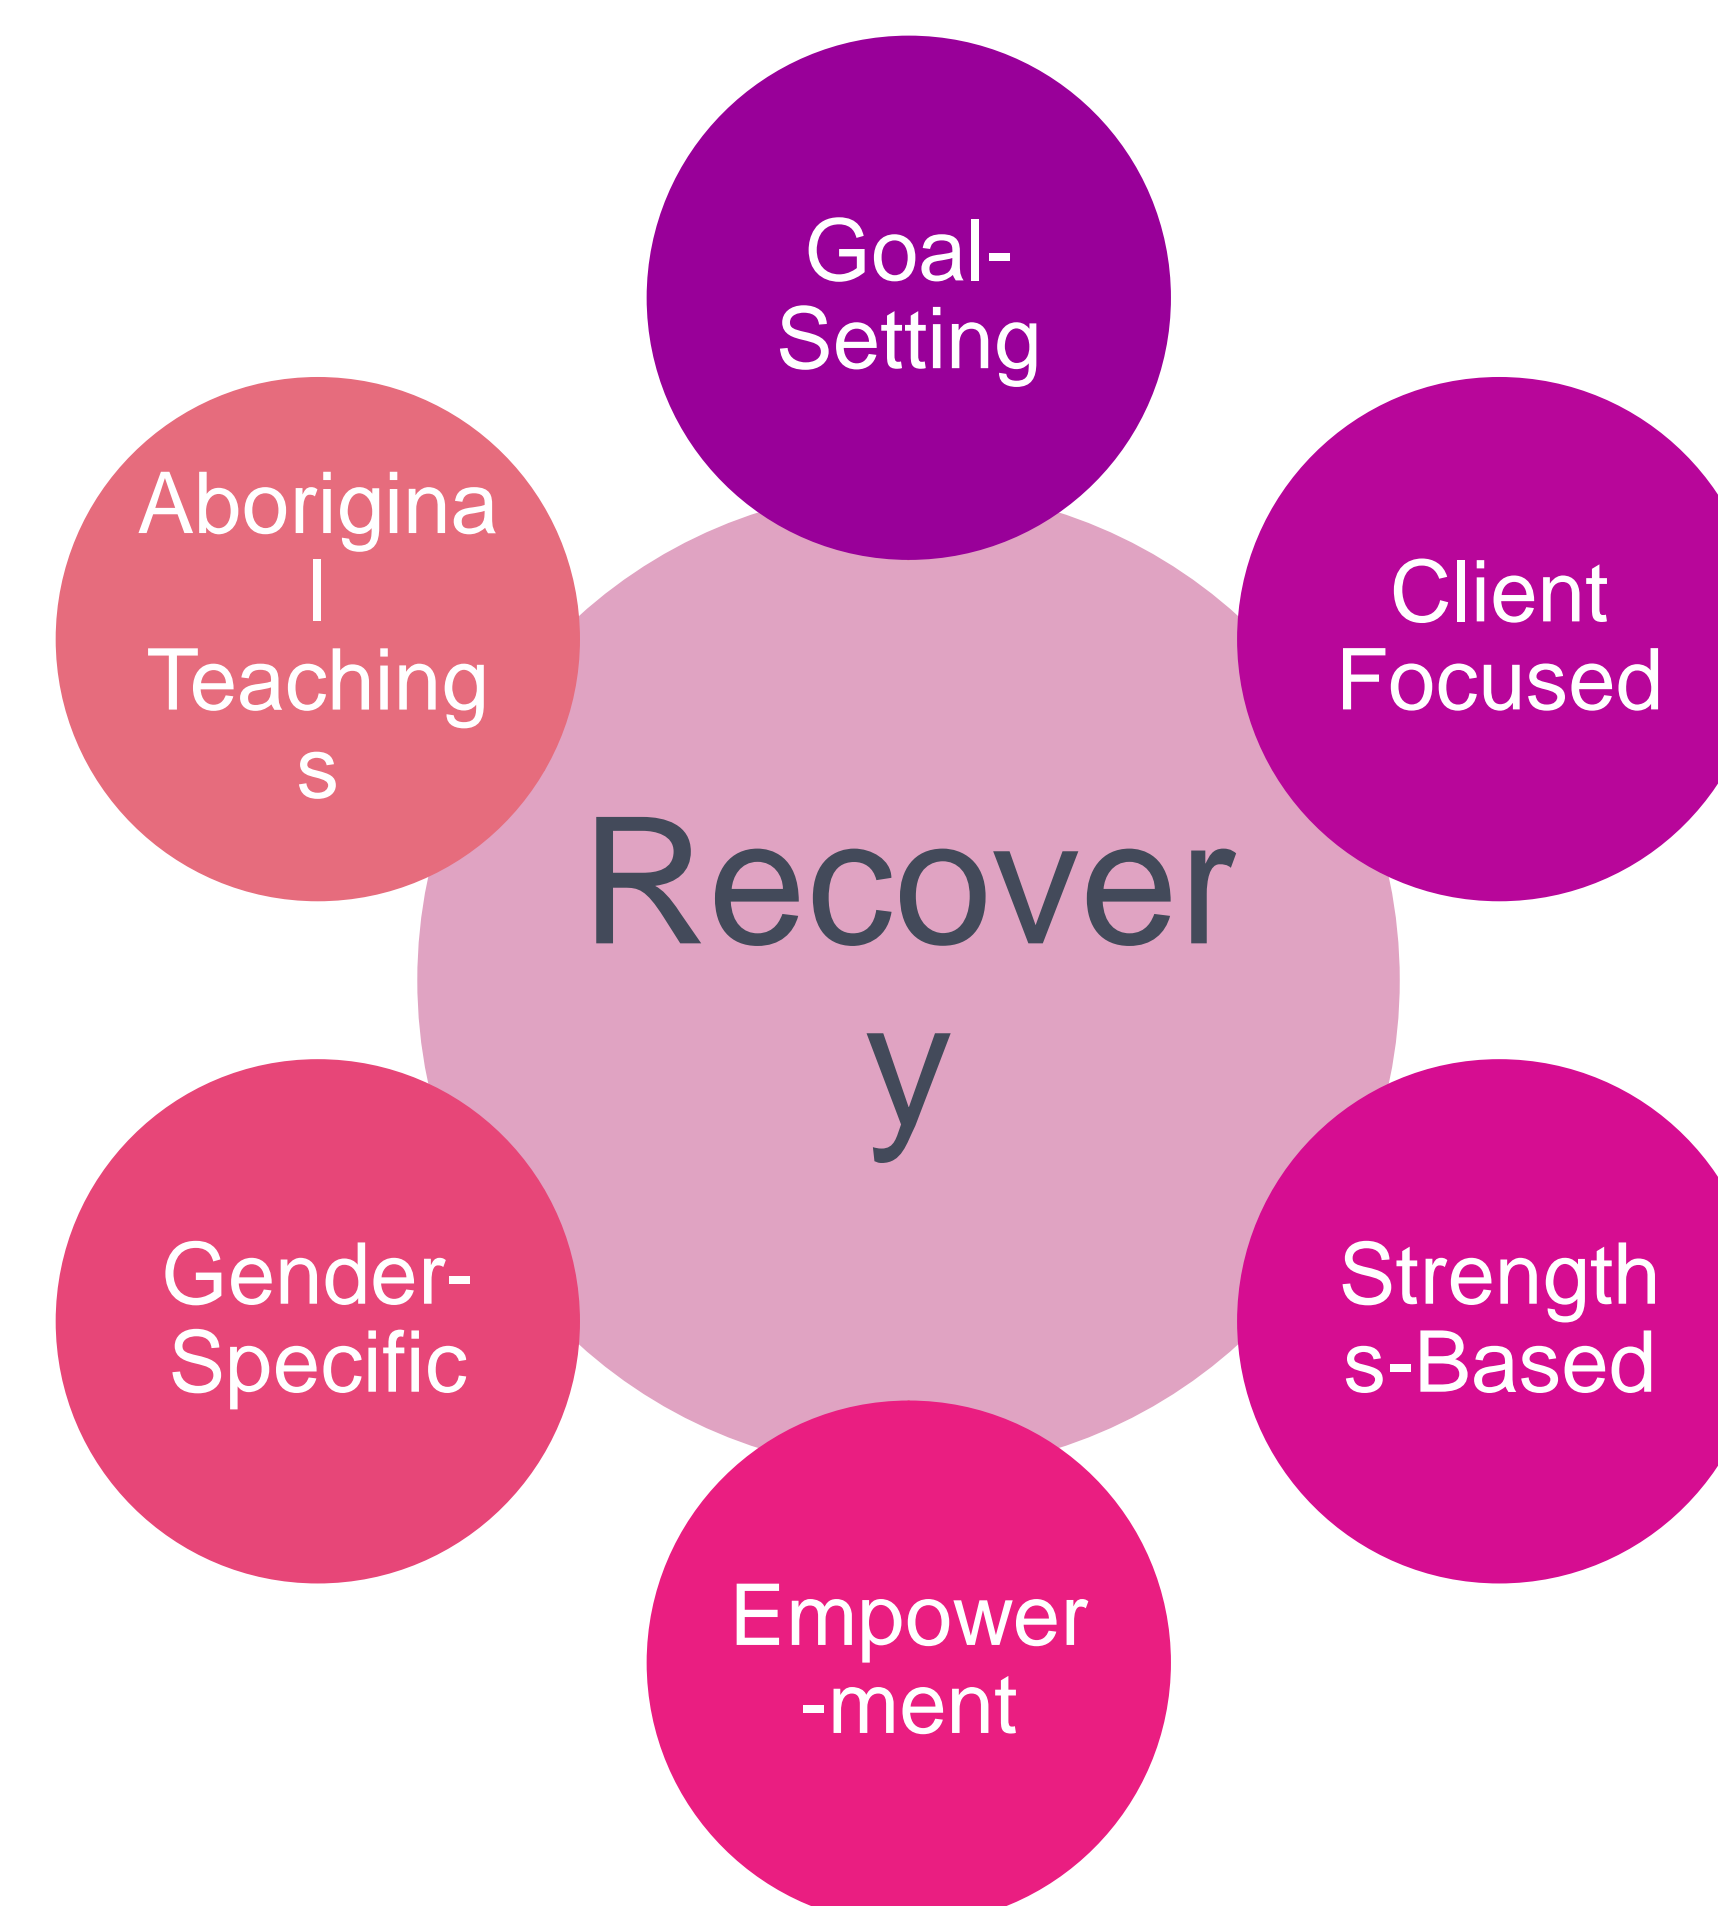 Goal-
Setting
Client
Focused
Strength
s-Based
Empower
-ment
Gender-
Specific
Aborigina
l
Teaching
s
Recover
y